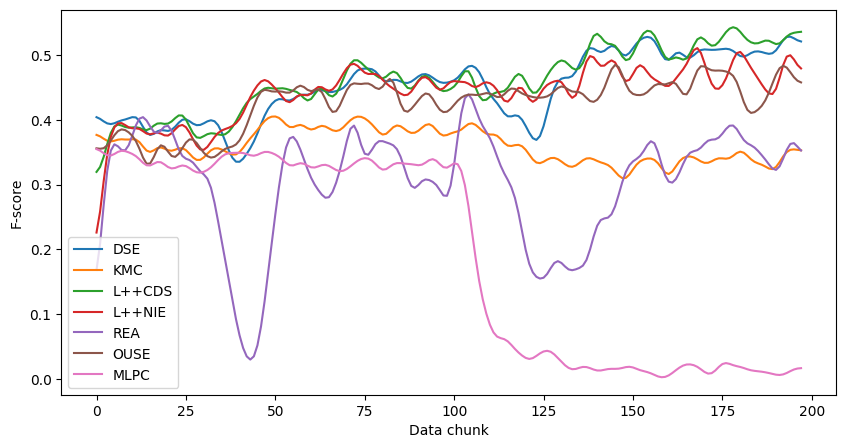 0.5
0.4
0.3
0.2
0.1
0.0
F-score
DSE
KMC
L++CDS
L++NIE
REA
OUSE
MLPC
0 25 50 75 100 125 150 175 200
Data chunk